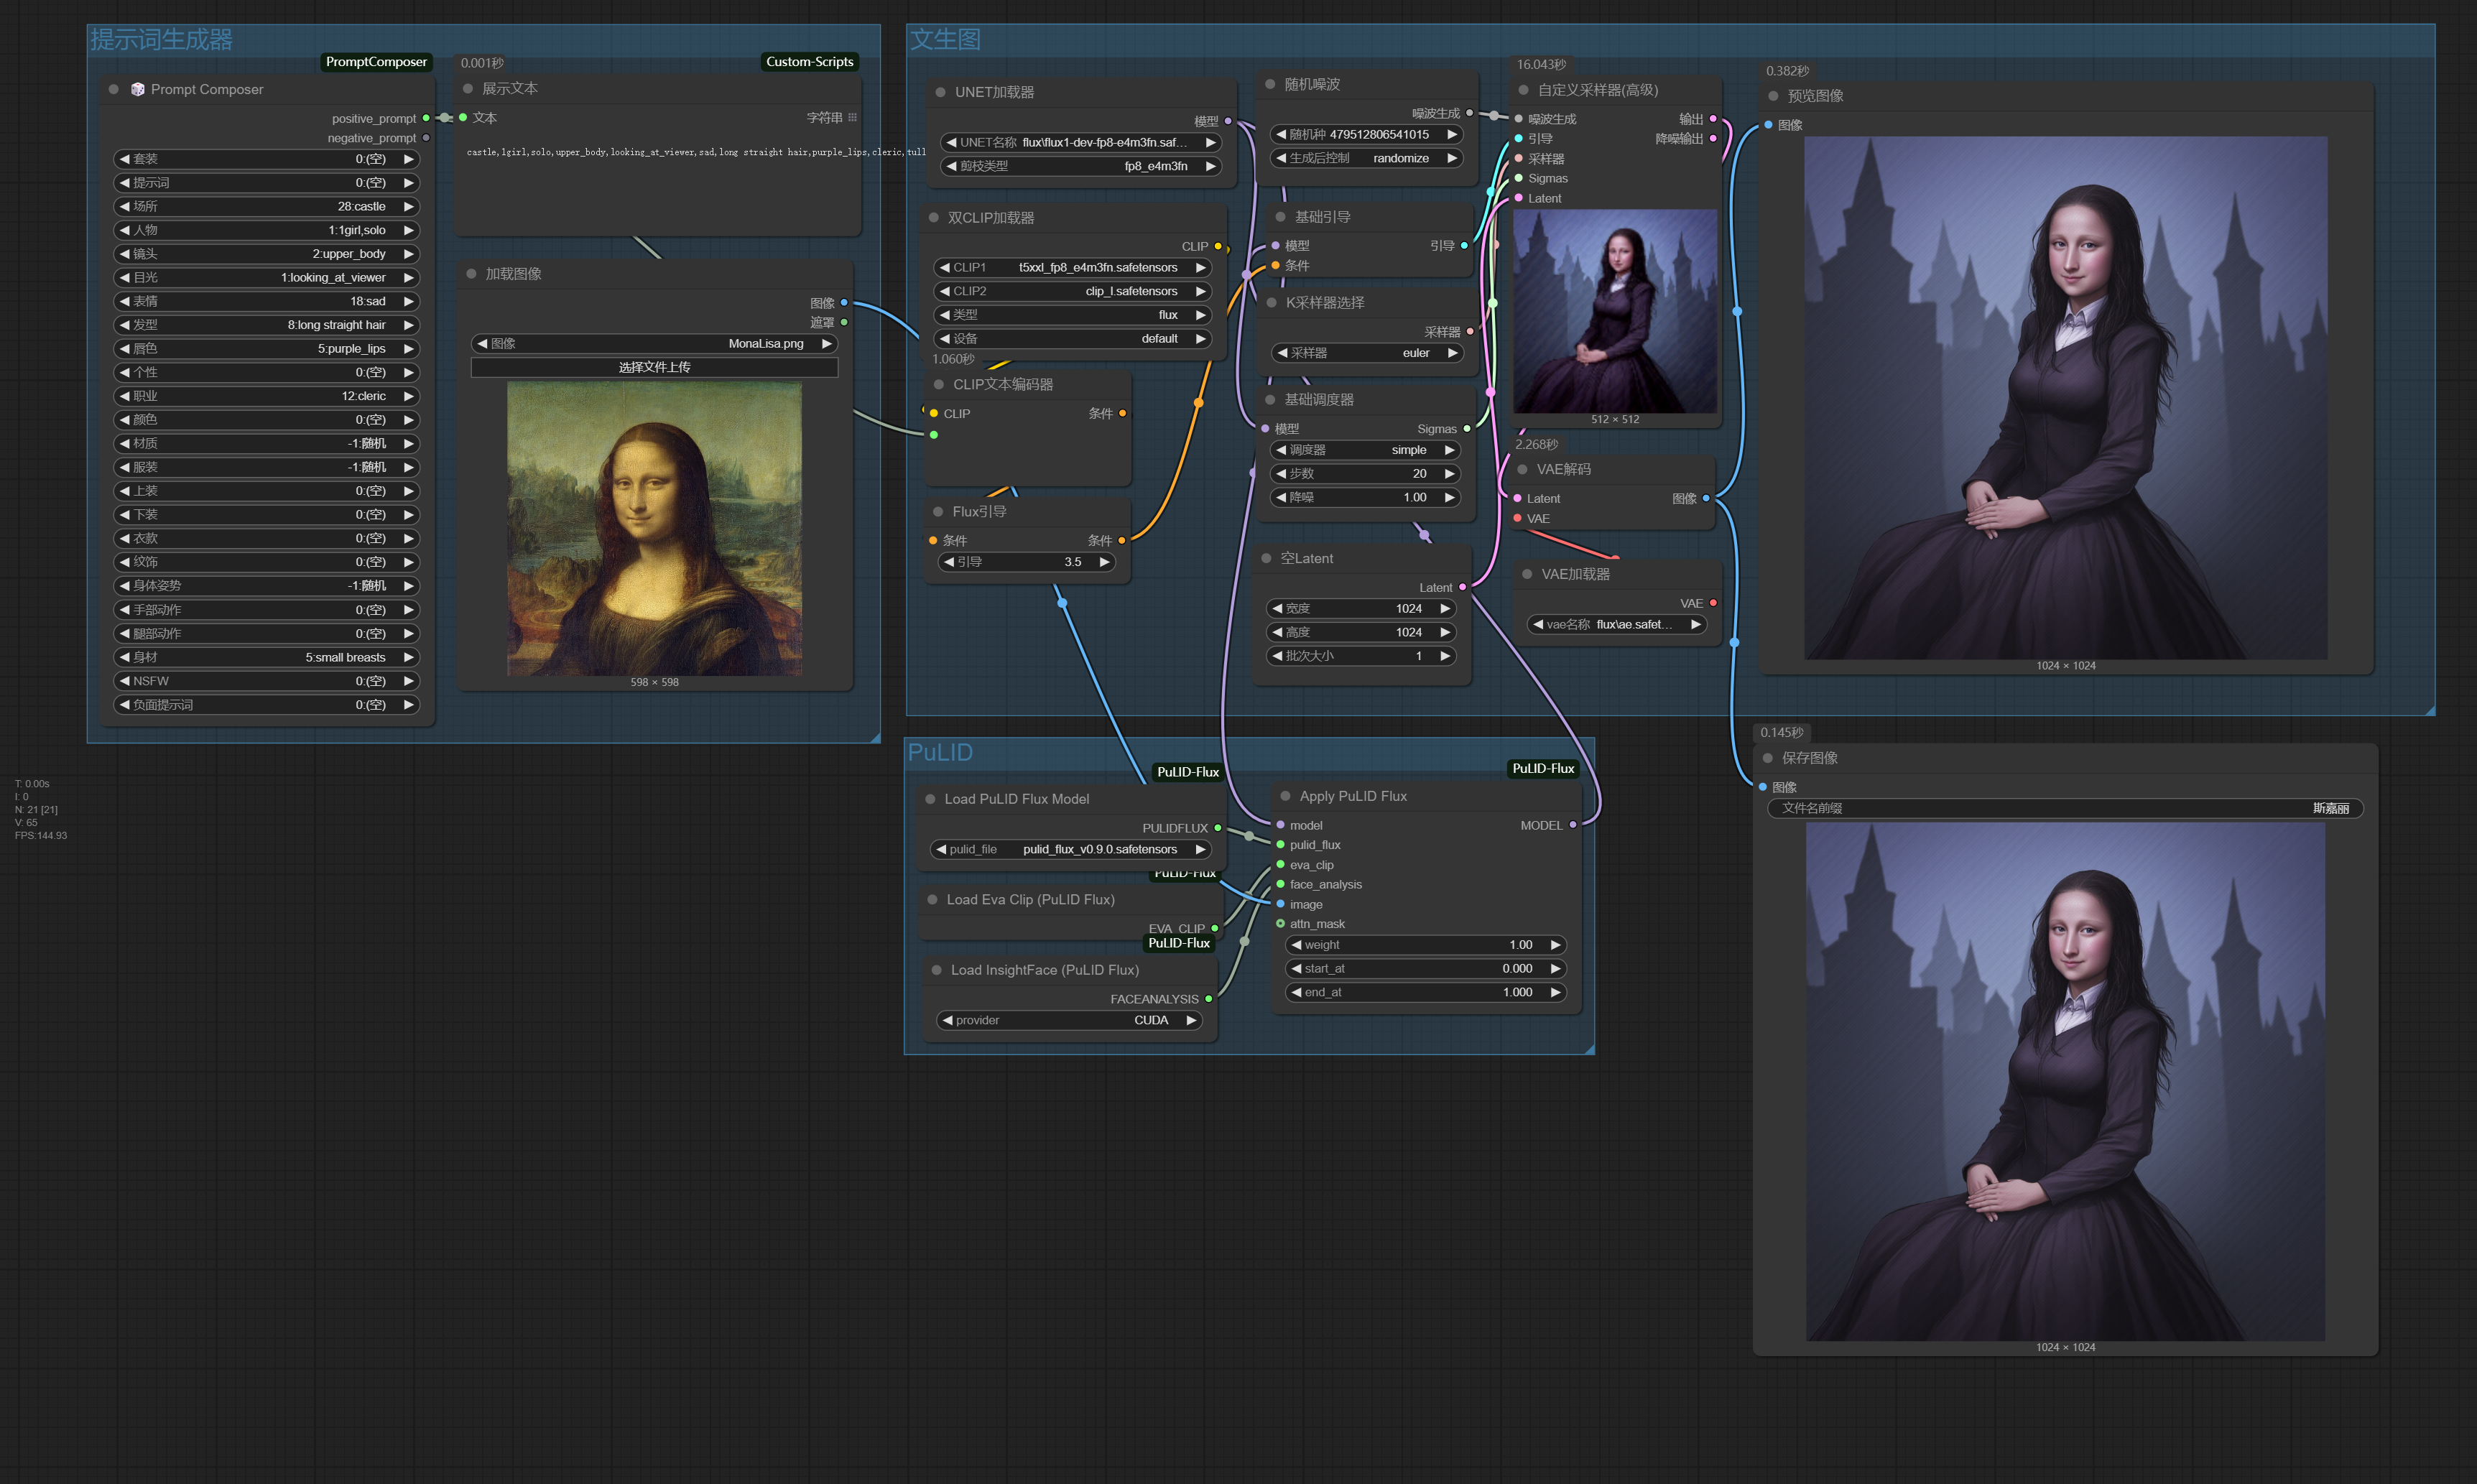 提示词生成器
PromptComposer
Prompt Composer
positive_prompt
negative_prompt
套装 0:(空)
提示词 0:(空)
场所 28:castle
人物 1:1girl,solo
镜头 2:upper_body
目光 1:looking_at_viewer
表情 18:sad
发型 8:long straight hair
唇色 5:purple_lips
个性 0:(空)
职业 12:cleric
颜色 0:(空)
材质 -1:随机
服装 -1:随机
上装 0:(空)
下装 0:(空)
衣款 0:(空)
纹饰 0:(空)
身体姿势 -1:随机
手部动作 0:(空)
腿部动作 0:(空)
身材 5:small breasts
NSFW 0:(空)
负面提示词 0:(空)
0.001秒
Custom-Scripts
展示文本
文本 字符串
castle,1girl,solo,upper_body,looking_at_viewer,sad,long straight hair,purple_lips,cleric,tull
加载图像
图像
遮罩
图像 MonaLisa.png
选择文件上传
598 × 598
文生图
UNET加载器
模型
UNET名称 flux\flux1-dev-fp8-e4m3fn.saf...
剪枝类型 fp8_e4m3fn
双CLIP加载器
CLIP
CLIP1 t5xxl_fp8_e4m3fn.safetensors
CLIP2 clip_l.safetensors
类型 flux
设备 default
1.060秒
CLIP文本编码器
CLIP 条件
Flux引导
条件 条件
引导 3.5
随机噪波
噪波生成
随机种 479512806541015
生成后控制 randomize
基础引导
模型 引导
条件
K采样器选择
采样器
采样器 euler
基础调度器
模型 Sigmas
调度器 simple
步数 20
降噪 1.00
空Latent
Latent
宽度 1024
高度 1024
批次大小 1
16.043秒
自定义采样器(高级)
噪波生成 输出
引导 降噪输出
采样器
Sigmas
Latent
512 × 512
2.268秒
VAE解码
Latent 图像
VAE
VAE加载器
VAE
vae名称 flux\ae.safet...
0.382秒
预览图像
图像
1024 × 1024
0.145秒
保存图像
图像
文件名前缀 斯嘉丽
1024 × 1024
PuLID
PuLID-Flux
Load PuLID Flux Model
PULIDFLUX
pulid_file pulid_flux_v0.9.0.safetensors
PuLID-Flux
Load Eva Clip (PuLID Flux)
EVA_CLIP
PuLID-Flux
Load InsightFace (PuLID Flux)
FACEANALYSIS
provider CUDA
PuLID-Flux
Apply PuLID Flux
model MODEL
pulid_flux
eva_clip
face_analysis
image
attn_mask
weight 1.00
start_at 0.000
end_at 1.000
T: 0.00s
I: 0
N: 21 [21]
V: 65
FPS:144.93